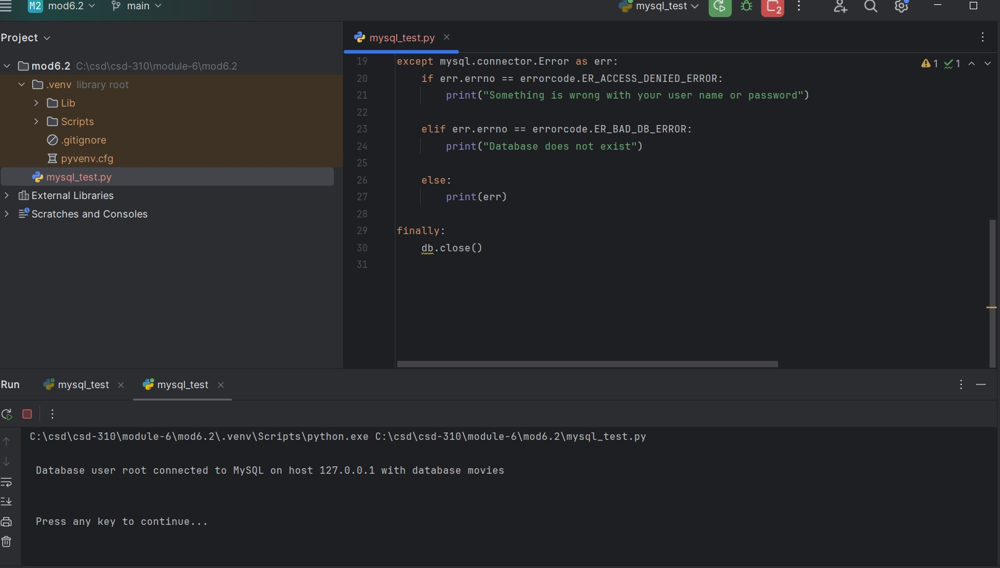 M2 mod6.2 main mysql_test 2
Project
mysql_test.py
mod6.2 C:\csd\csd-310\module-6\mod6.2
.venv library root
Lib
Scripts
.gitignore
pyvenv.cfg
mysql_test.py
External Libraries
Scratches and Consoles
19 except mysql.connector.Error as err:
1 1
20 if err.errno == errorcode.ER_ACCESS_DENIED_ERROR:
21 print("Something is wrong with your user name or password")
22
23 elif err.errno == errorcode.ER_BAD_DB_ERROR:
24 print("Database does not exist")
25
26 else:
27 print(err)
28
29 finally:
30 db.close()
31
Run mysql_test mysql_test
C:\csd\csd-310\module-6\mod6.2\.venv\Scripts\python.exe C:\csd\csd-310\module-6\mod6.2\mysql_test.py
Database user root connected to MySQL on host 127.0.0.1 with database movies
Press any key to continue...